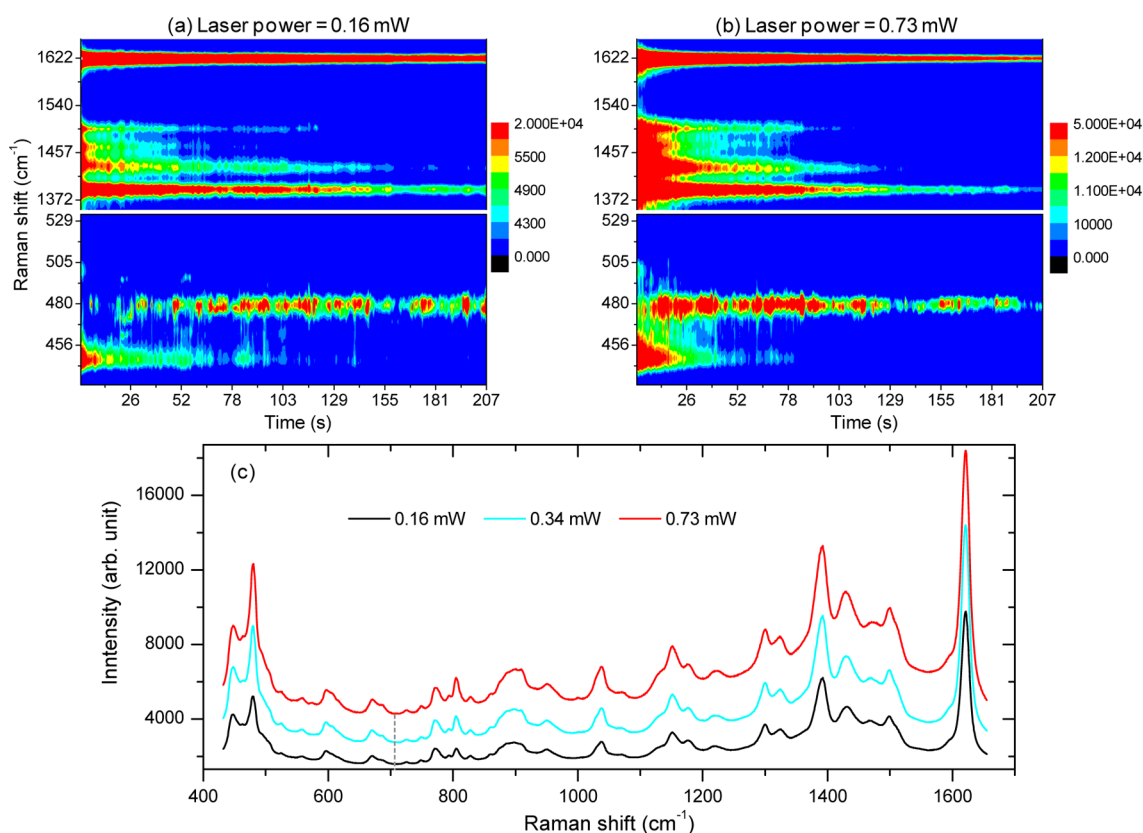 (a) Laser power = 0.16 mW
(b) Laser power = 0.73 mW
Raman shift (cm-1)
1622
1540
1457
1372
529
505
480
456
2.000E+04
5500
4900
4300
0.000
26 52 78 103 129 155 181 207
Time (s)
1622
1540
1457
1372
529
505
480
456
5.000E+04
1.200E+04
1.100E+04
10000
0.000
26 52 78 103 129 155 181 207
Time (s)
(c)
0.16 mW 0.34 mW 0.73 mW
Inntensity (arb. unit)
16000
12000
8000
4000
400 600 800 1000 1200 1400 1600
Raman shift (cm-1)